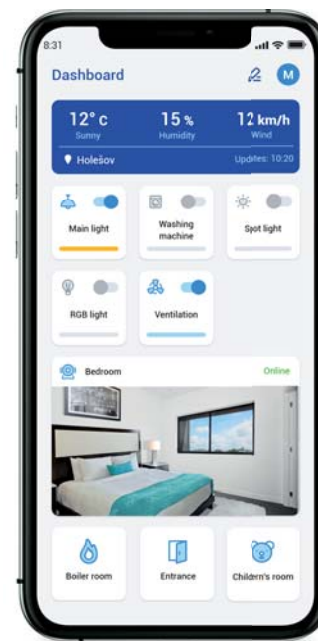 8:31
Dashboard
M
12° c 15 % 12 km/h
Sunny Humidity Wind
Holešov Updətes: 10:20
Main light Washing machine Spot light
RGB light Ventilation
Bedroom Online
Boiler room Entrance Children's room